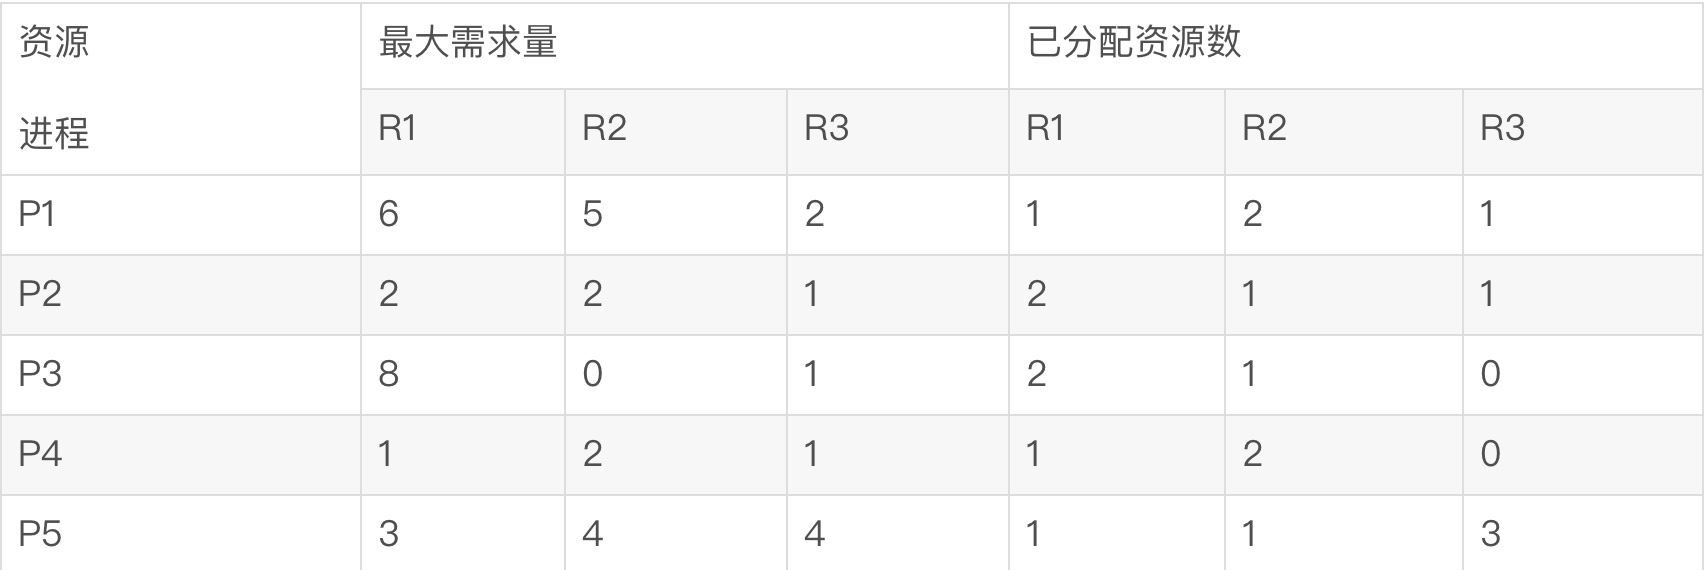 资源 最大需求量 已分配资源数
进程 R1 R2 R3 R1 R2 R3
P1 6 5 2 1 2 1
P2 2 2 1 2 1 1
P3 8 0 1 2 1 0
P4 1 2 1 1 2 0
P5 3 4 4 1 1 3